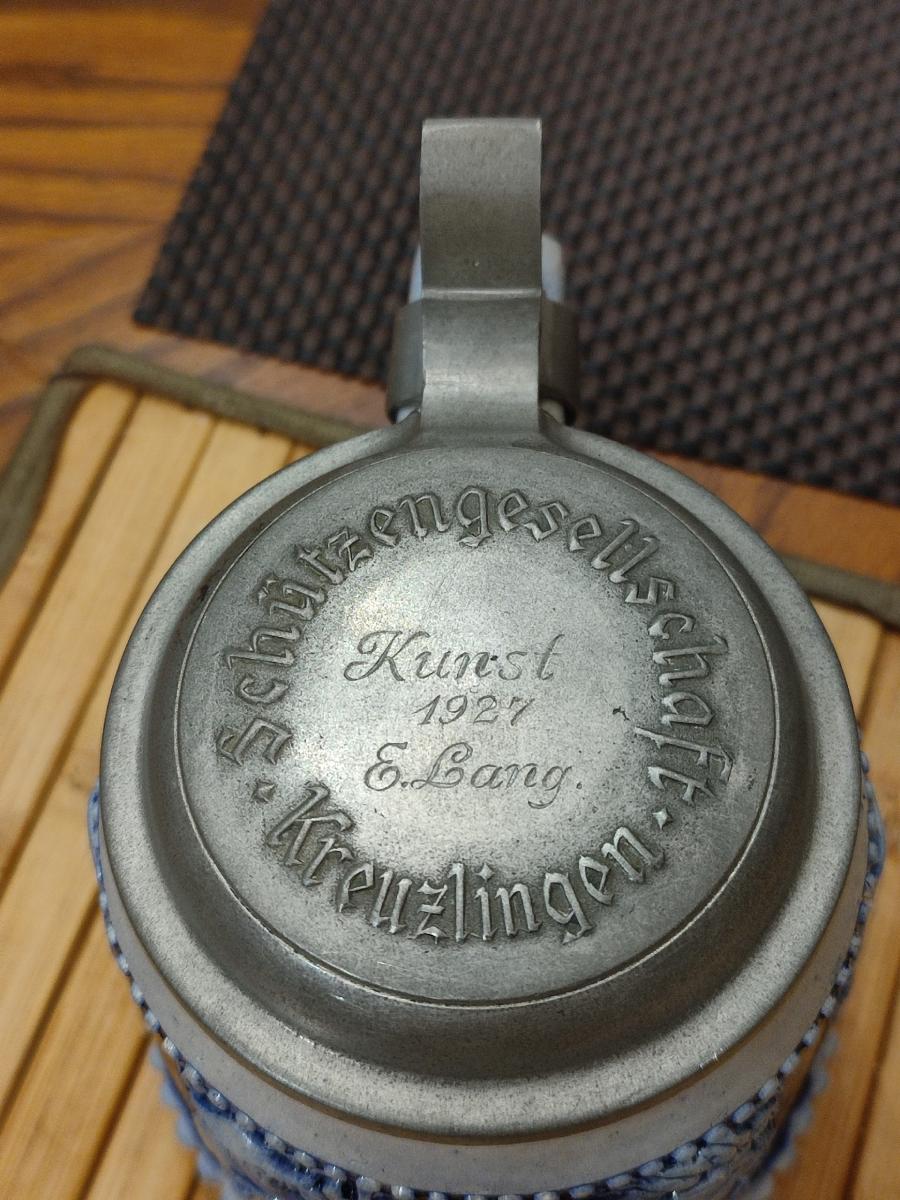 Schützengesellschaft
Kunst
1927
E. Lang.
· Kreuzlingen ·